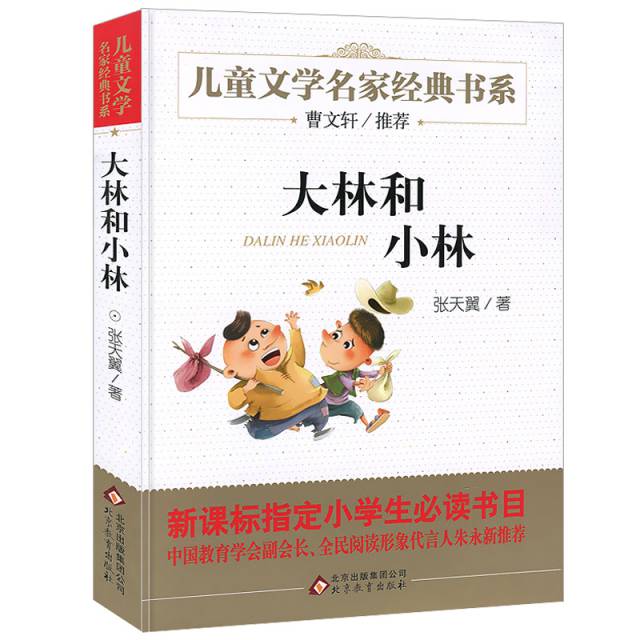 儿童文学
名家经典书系
大林和小林
张天翼/著
北京出版集团公司
北京教育出版社
儿童文学名家经典书系
曹文轩/推荐
大林和
小林
DALIN HE XIAOLIN
张天翼/著
新课标指定小学生必读书目
中国教育学会副会长、全民阅读形象代言人朱永新推荐
北京出版集团公司
北京教育出版社